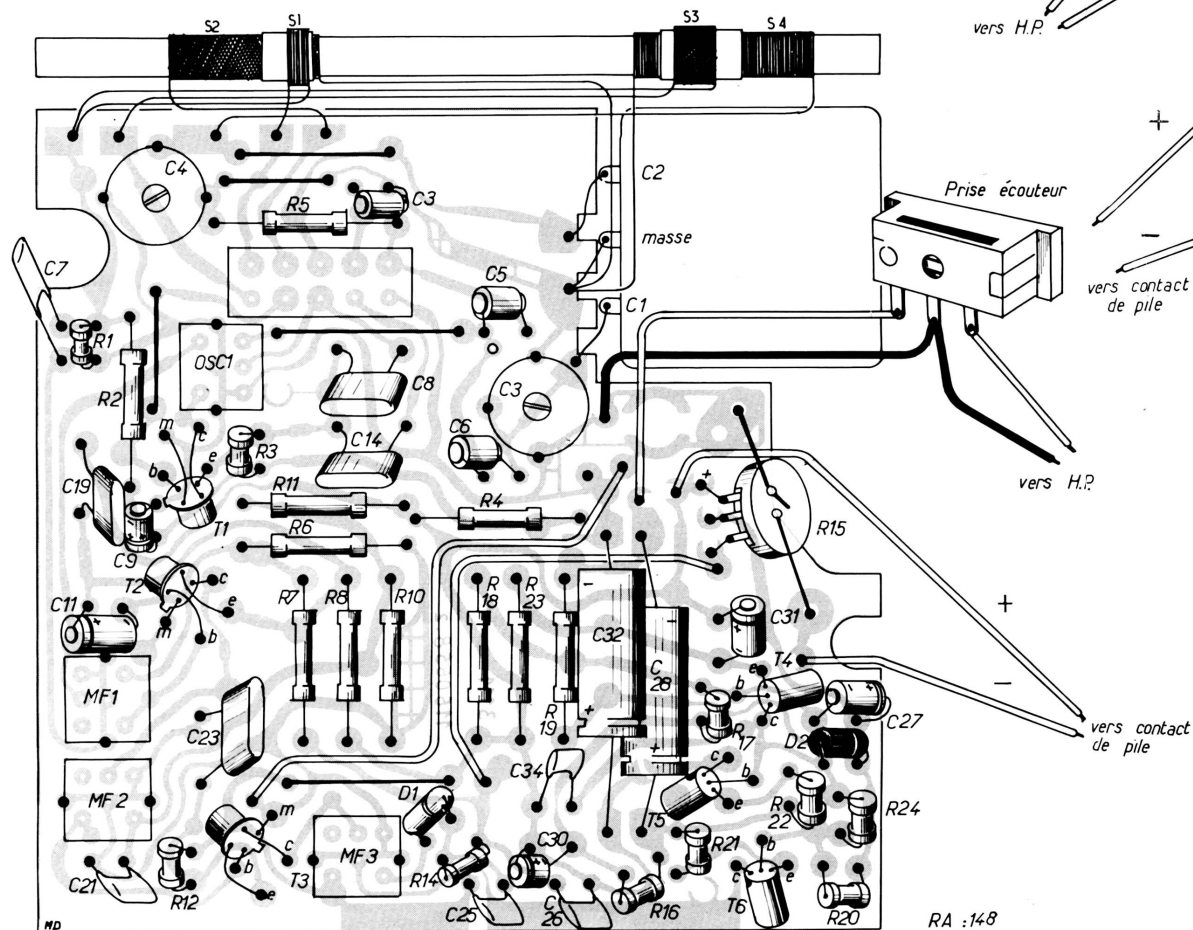 vers H.P.
S2
S1
S3
S4
C4
C2
C3
R5
masse
+
Prise écouteur
-
vers contact
de pile
C7
C5
C1
R1
OSC1
R2
C8
C3
m
c
e
R3
C14
C6
b
C19
R11
R4
+
R15
vers H.P.
T1
R6
C9
T2
c
e
m
b
C11
R7
R8
R10
R
18
R
23
-
C32
-
C
28
C31
+
+
-
T4
e
b
c
MF1
R
19
+
+
R
17
+
C27
D2
vers contact
de pile
C23
C34
c
b
e
T5
MF2
D1
R
22
R24
m
c
b
e
T3
MF3
C30
+
R21
b
c
e
C21
R12
R14
C25
C
26
R16
T6
R20
MD
RA :148